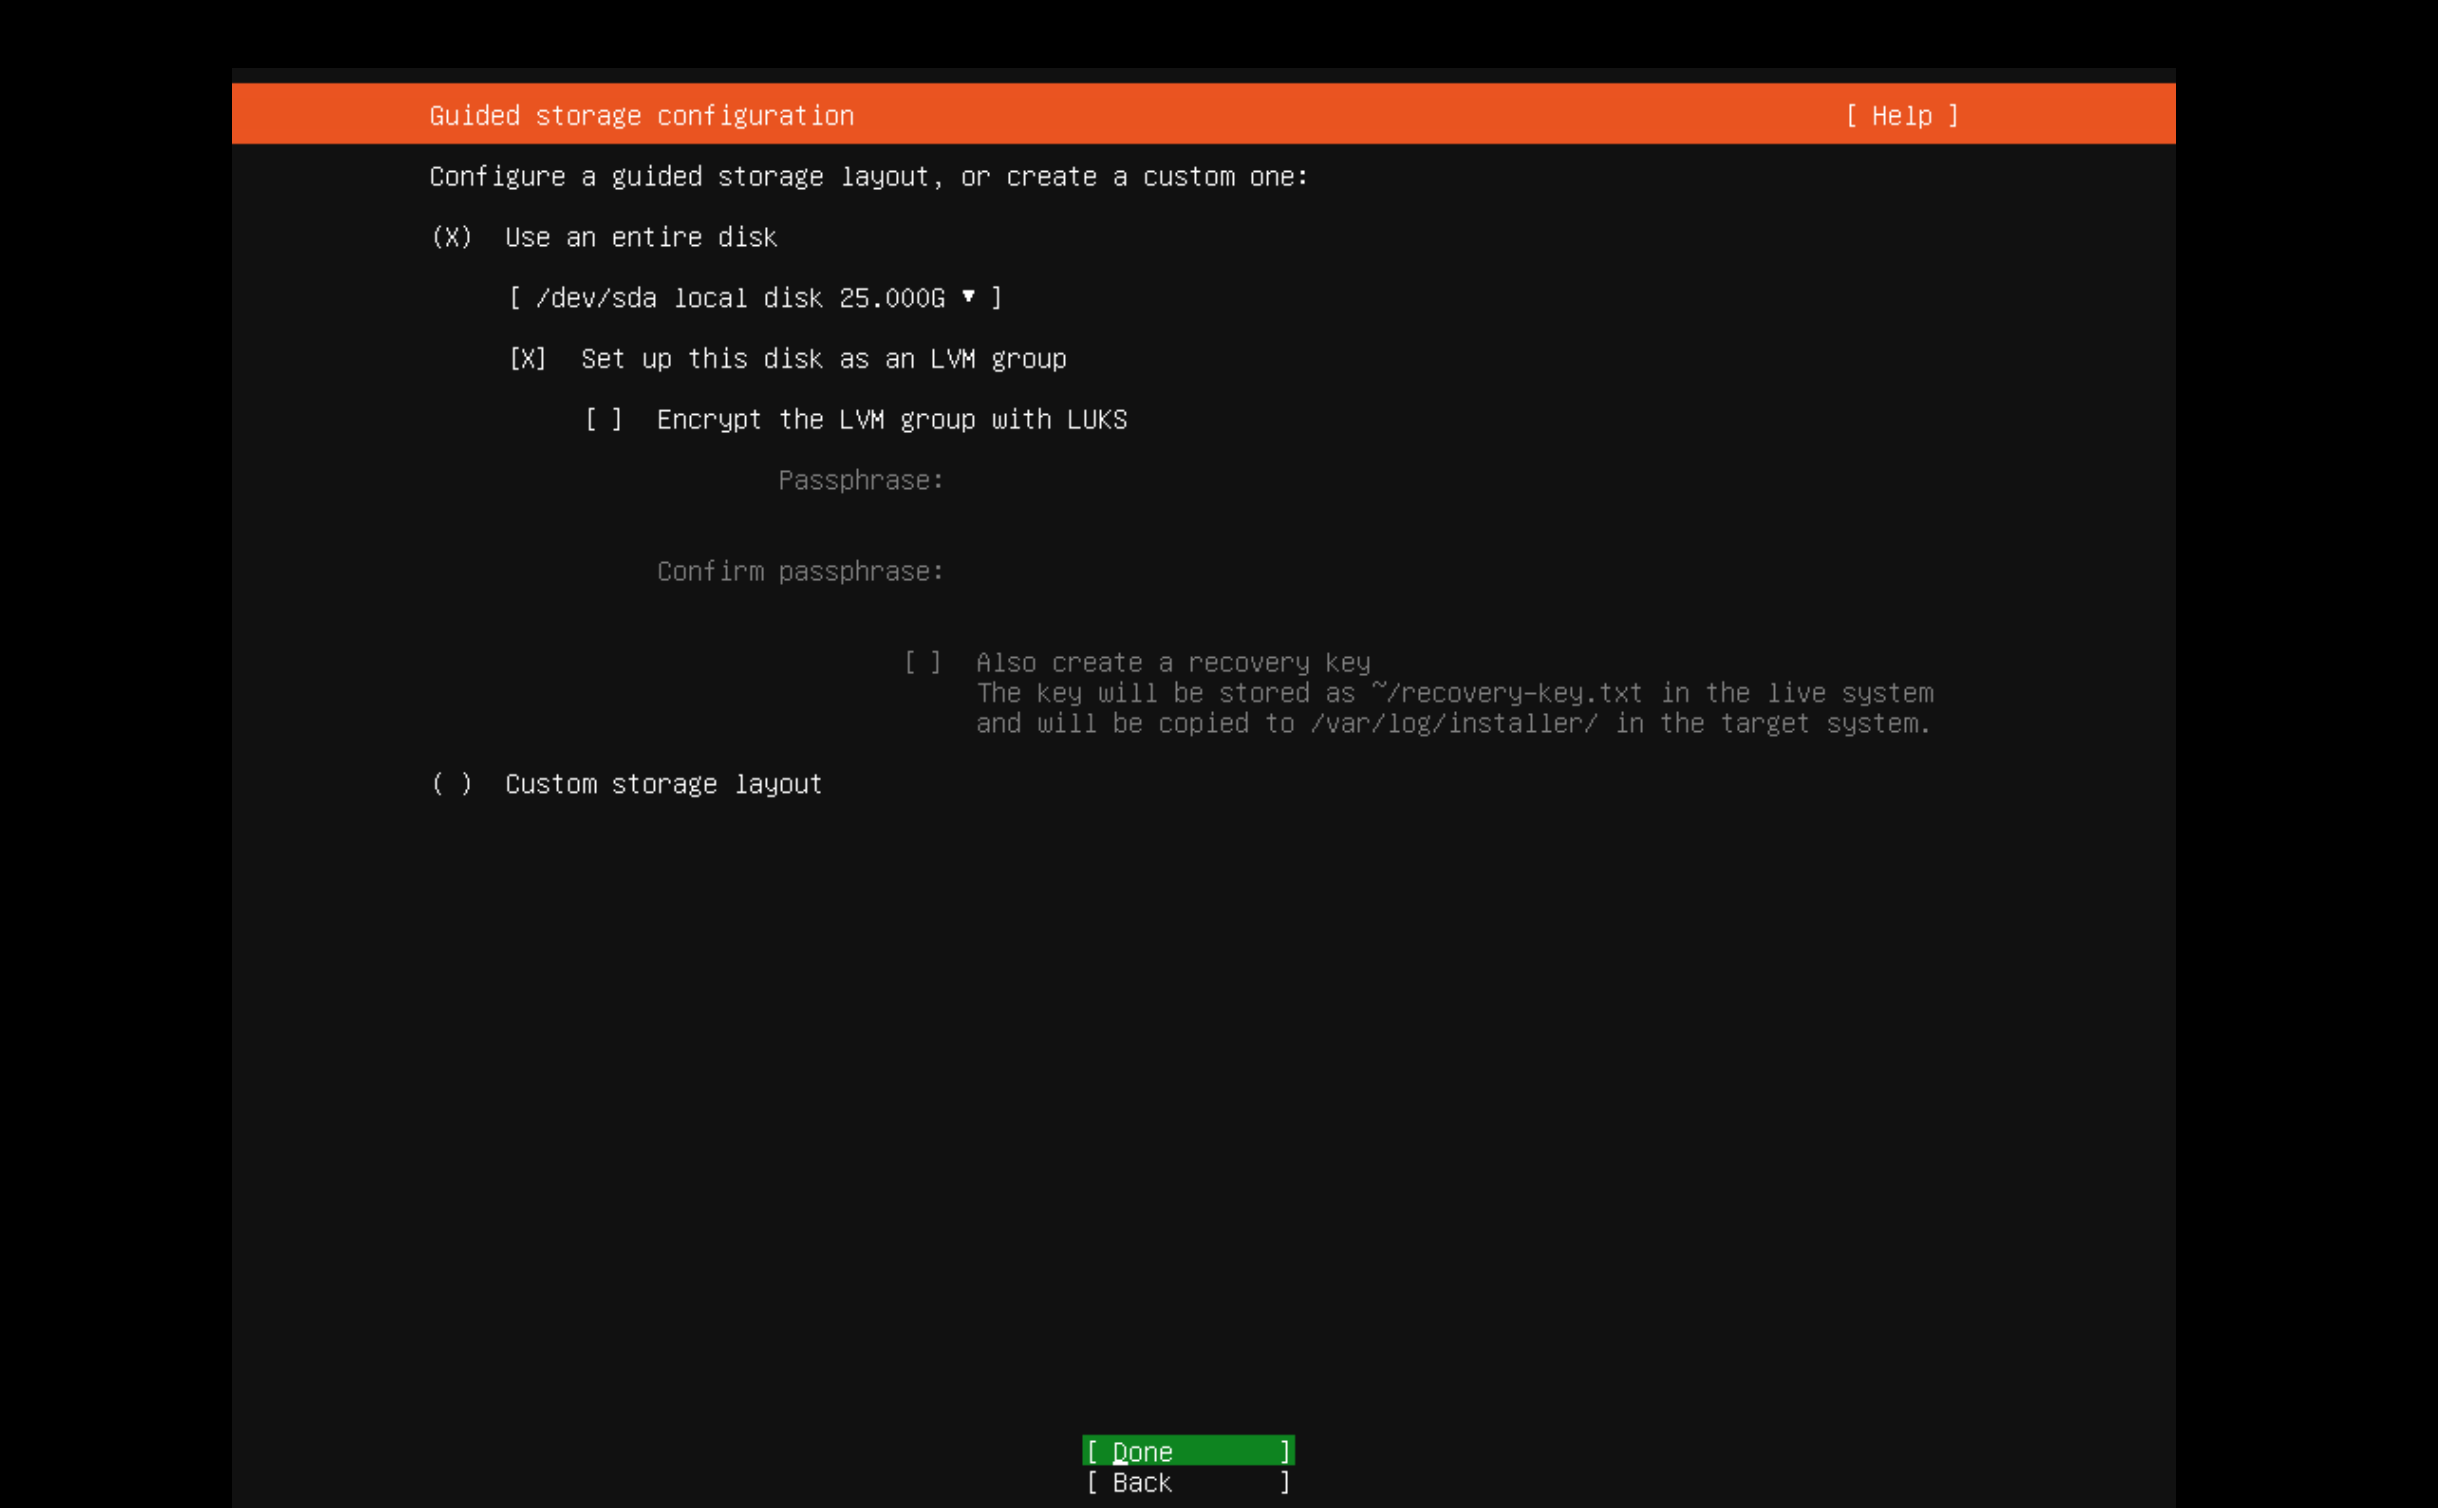 Guided storage configuration [ Help ]
Configure a guided storage layout, or create a custom one:
(X) Use an entire disk
[ /dev/sda local disk 25.000G ▾ ]
[X] Set up this disk as an LVM group
[ ] Encrypt the LVM group with LUKS
Passphrase:
Confirm passphrase:
[ ] Also create a recovery key
The key will be stored as ~/recovery-key.txt in the live system
and will be copied to /var/log/installer/ in the target system.
( ) Custom storage layout
[ Done ]
[ Back ]